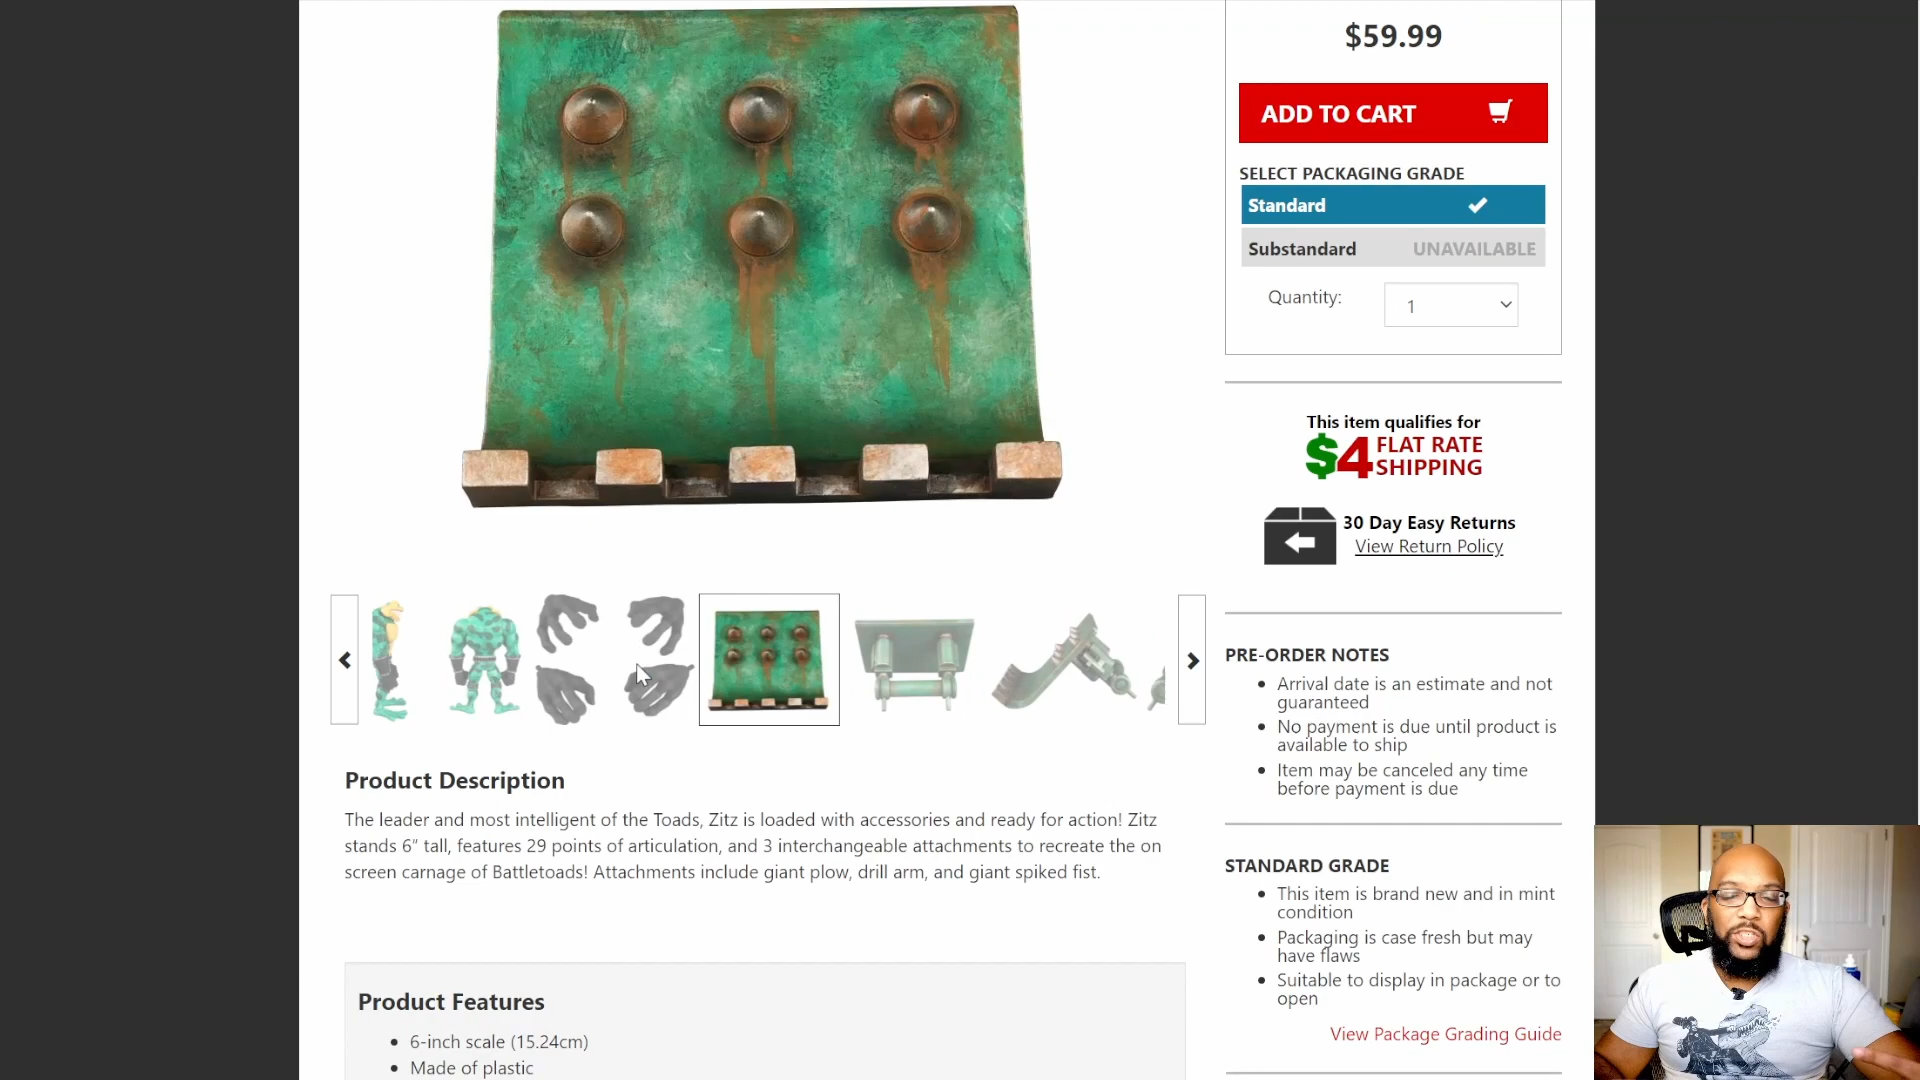 $59.99
ADD TO CART
SELECT PACKAGING GRADE
Standard
Substandard UNAVAILABLE
Quantity: 1
This item qualifies for
$4 FLAT RATE
SHIPPING
30 Day Easy Returns
View Return Policy
Product Description
The leader and most intelligent of the Toads, Zitz is loaded with accessories and ready for action! Zitz
stands 6” tall, features 29 points of articulation, and 3 interchangeable attachments to recreate the on
screen carnage of Battletoads! Attachments include giant plow, drill arm, and giant spiked fist.
Product Features
• 6-inch scale (15.24cm)
• Made of plastic
PRE-ORDER NOTES
• Arrival date is an estimate and not
guaranteed
• No payment is due until product is
available to ship
• Item may be canceled any time
before payment is due
STANDARD GRADE
• This item is brand new and in mint
condition
• Packaging is case fresh but may
have flaws
• Suitable to display in package or to
open
View Package Grading Guide